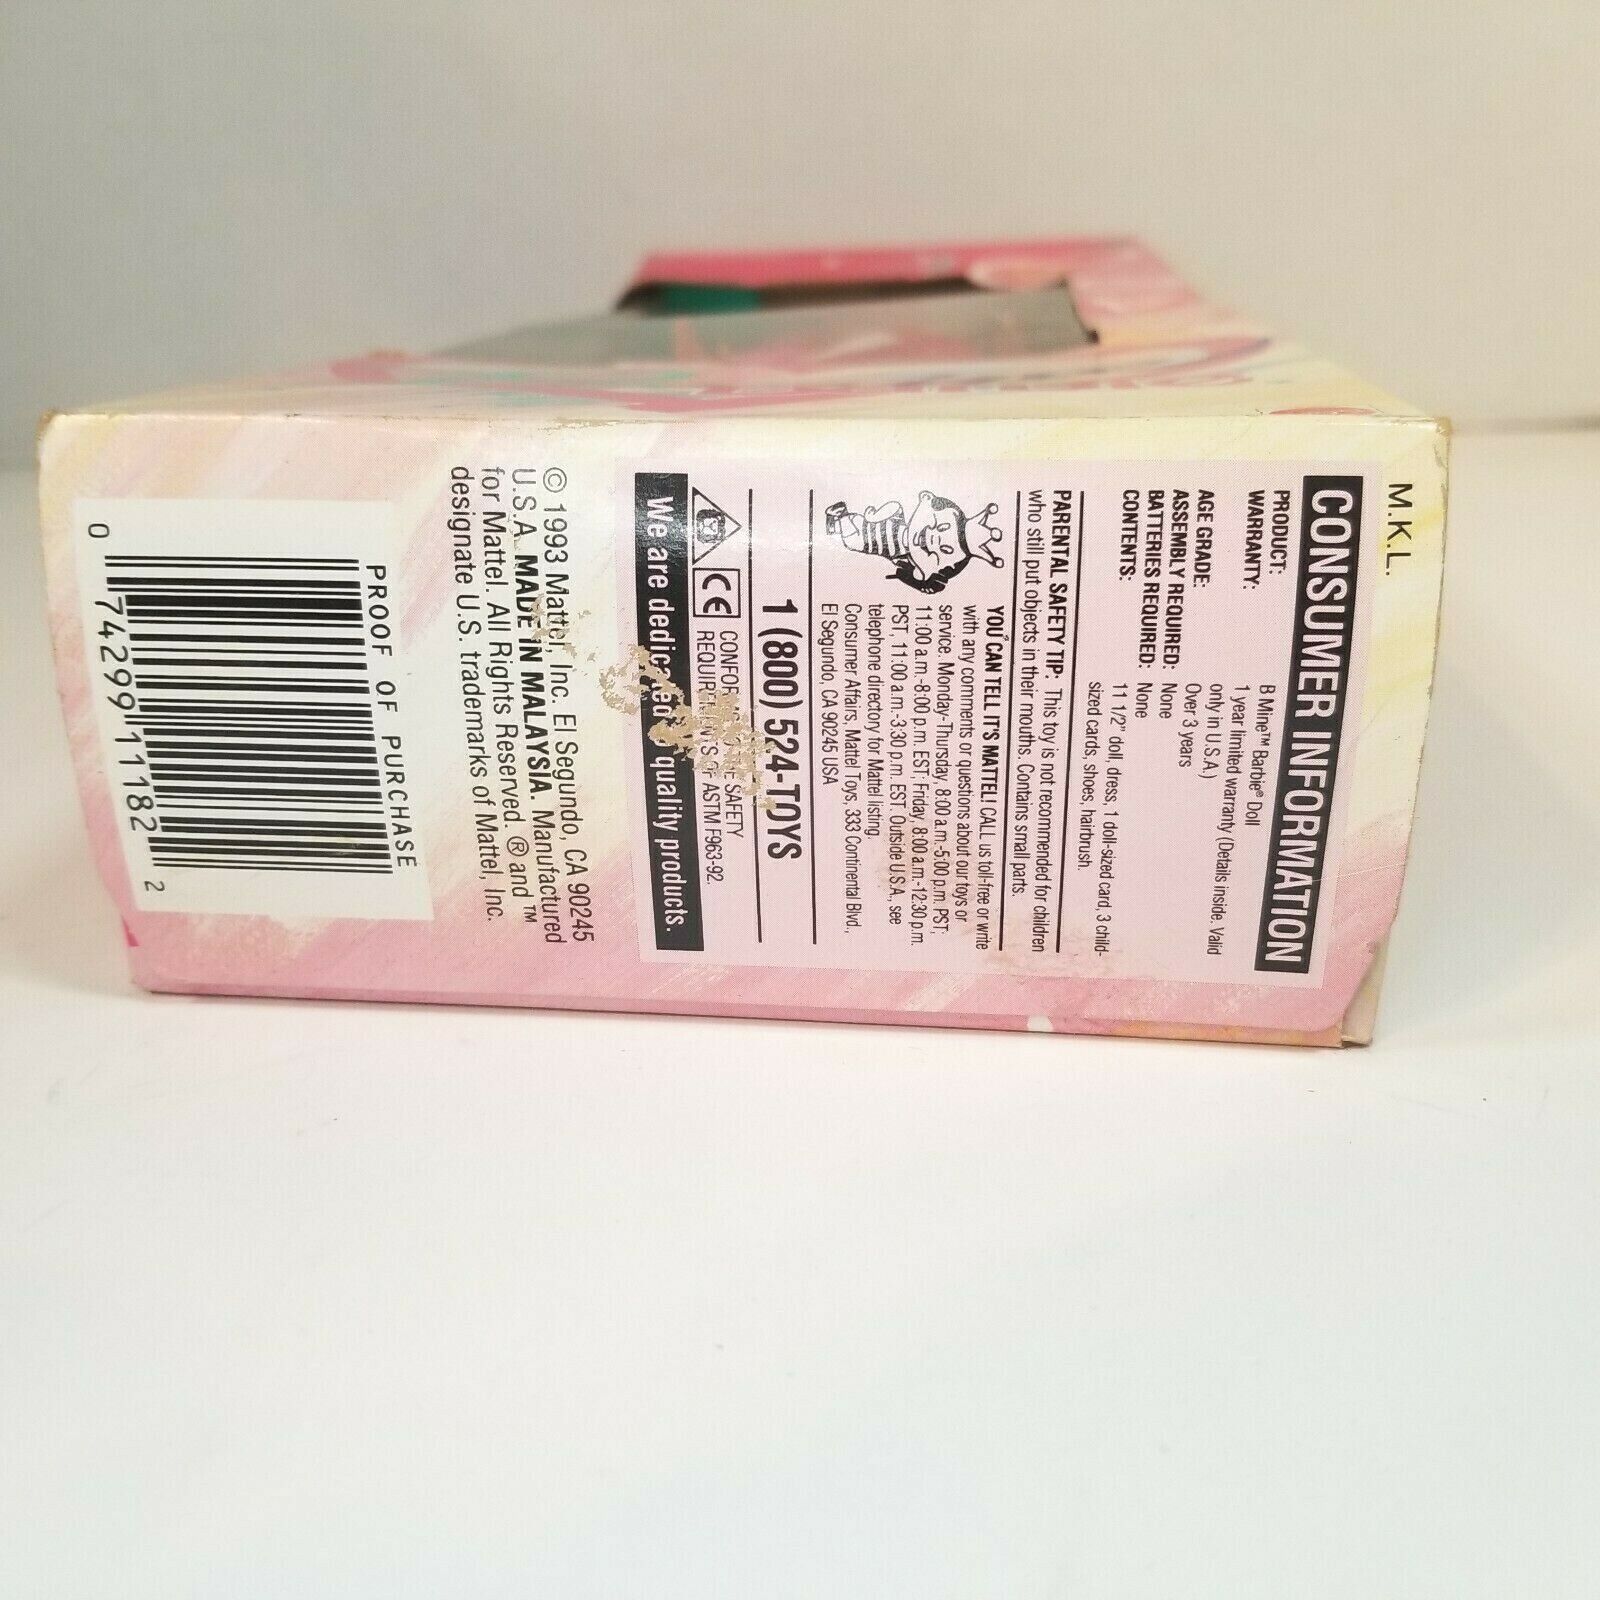 M.K.L.
CONSUMER INFORMATION
PRODUCT: B Mine™ Barbie® Doll
WARRANTY: 1 year limited warranty (Details inside. Valid
only in U.S.A.)
AGE GRADE: Over 3 years
ASSEMBLY REQUIRED: None
BATTERIES REQUIRED: None
CONTENTS: 11 1/2" doll, dress, 1 doll-sized card, 3 child-
sized cards, shoes, hairbrush.
PARENTAL SAFETY TIP: This toy is not recommended for children
who still put objects in their mouths. Contains small parts.
YOU CAN TELL IT'S MATTEL! CALL us toll-free or write
with any comments or questions about our toys or
service. Monday-Thursday, 8:00 a.m.-5:00 p.m. PST;
11:00 a.m.-8:00 p.m. EST; Friday, 8:00 a.m.-12:30 p.m.
PST, 11:00 a.m.-3:30 p.m. EST. Outside U.S.A., see
telephone directory for Mattel listing.
Consumer Affairs, Mattel Toys, 333 Continental Blvd.,
El Segundo, CA 90245 USA
1 (800) 524-TOYS
CE CONFORMS SAFETY
REQUIREMENTS OF ASTM F963-92.
We are dedicated to quality products.
© 1993 Mattel, Inc. El Segundo, CA 90245
U.S.A. MADE IN MALAYSIA. Manufactured
for Mattel. All Rights Reserved. ® and ™
designate U.S. trademarks of Mattel, Inc.
PROOF OF PURCHASE
0 74299 11182 2